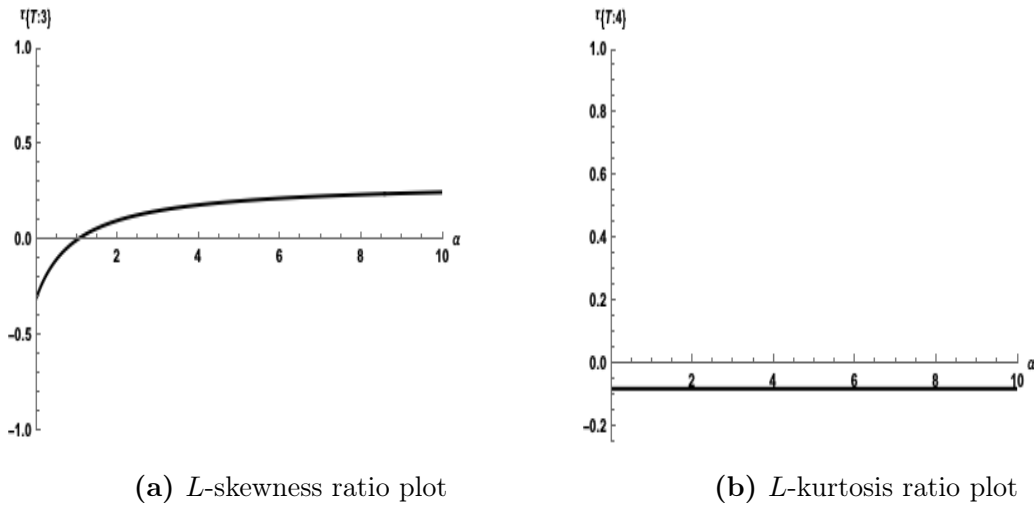 τ{T:3}
1.0
0.5
0.0
2 4 6 8 10 α
−0.5
−1.0
(a) L-skewness ratio plot
τ{T:4}
1.0
0.8
0.6
0.4
0.2
0.0
2 4 6 8 10 α
−0.2
(b) L-kurtosis ratio plot